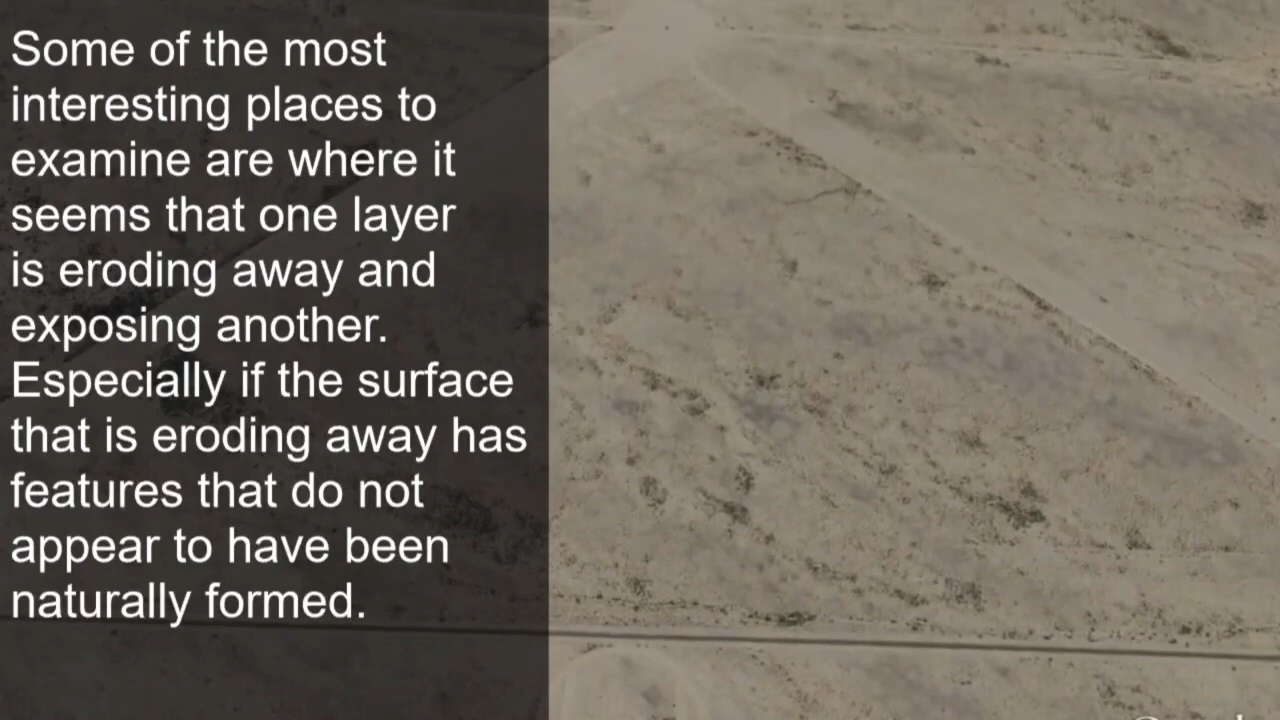 Some of the most
interesting places to
examine are where it
seems that one layer
is eroding away and
exposing another.
Especially if the surface
that is eroding away has
features that do not
appear to have been
naturally formed.